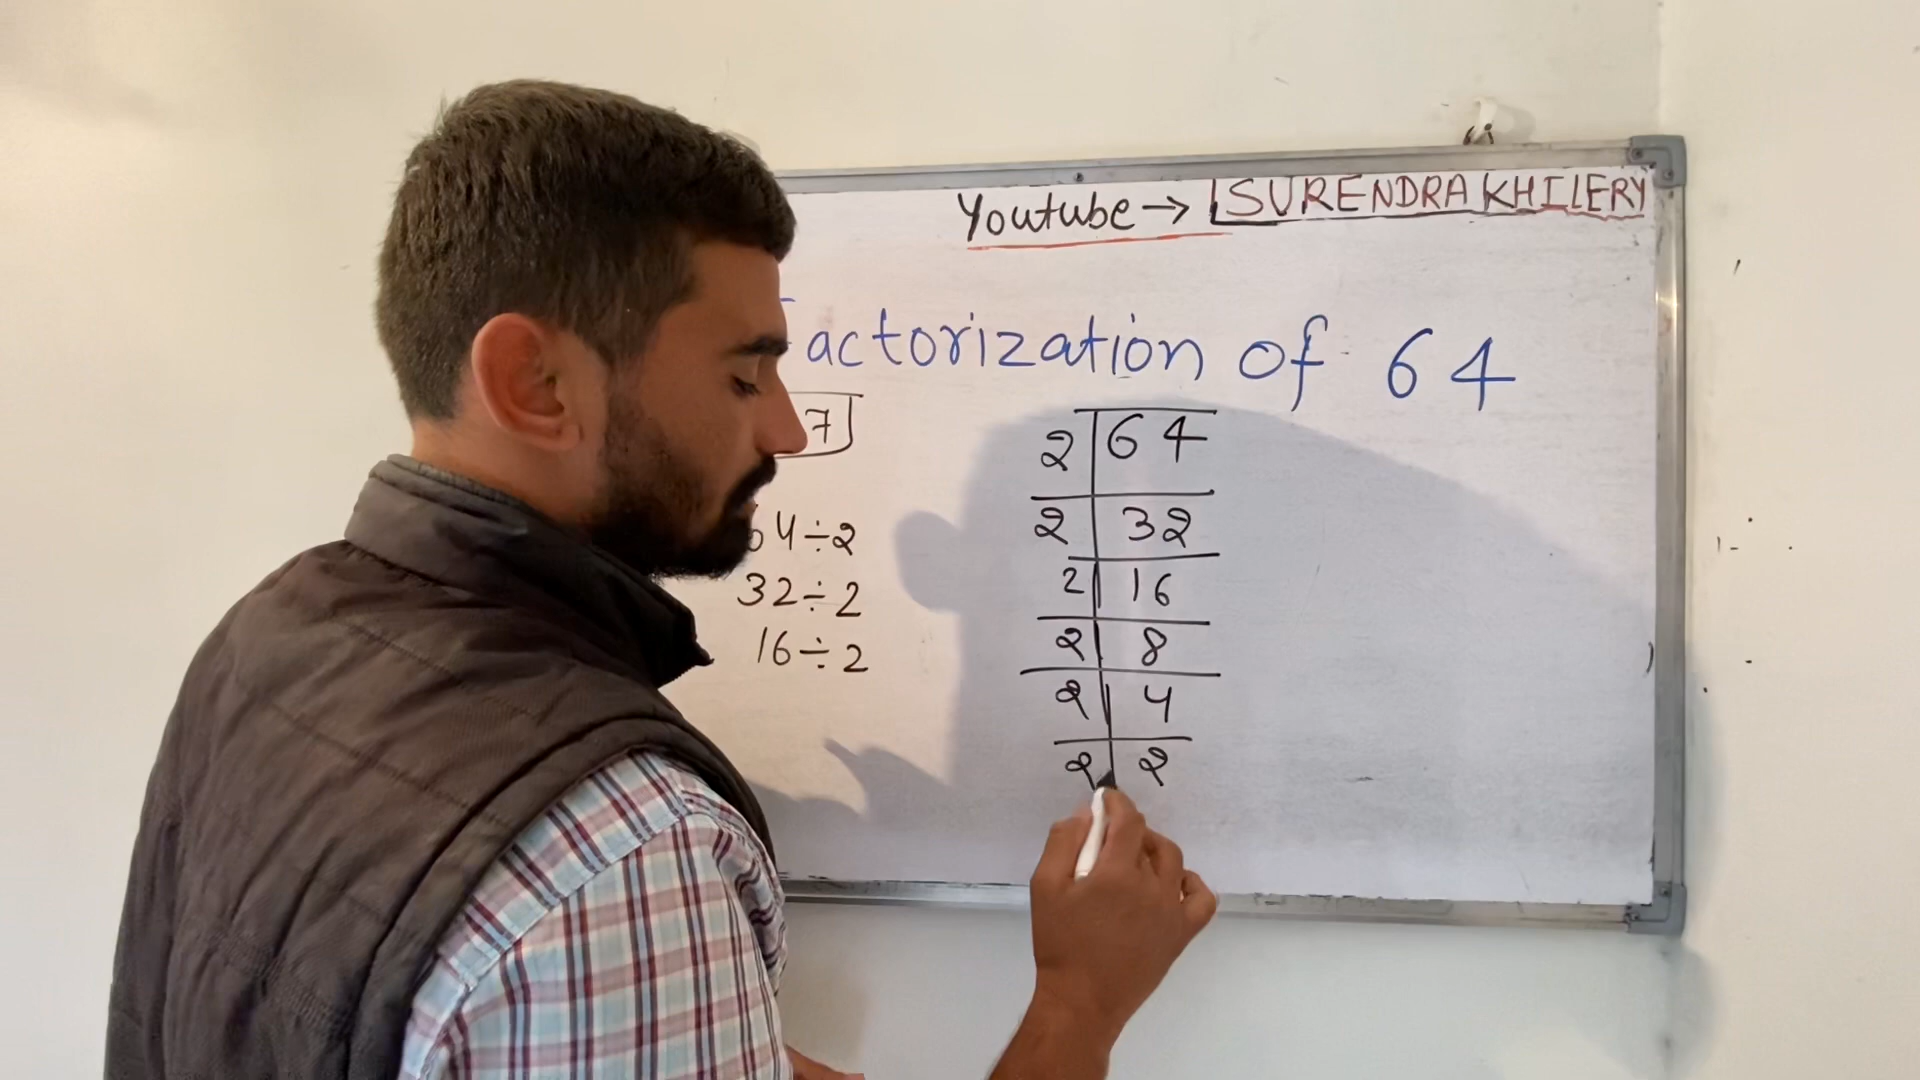 Youtube → SURENDRA KHILERY
actorization of 64
7
2 | 64
2 | 32
2 | 16
2 | 8
2 | 4
2 | 2
64÷2
32÷2
16÷2